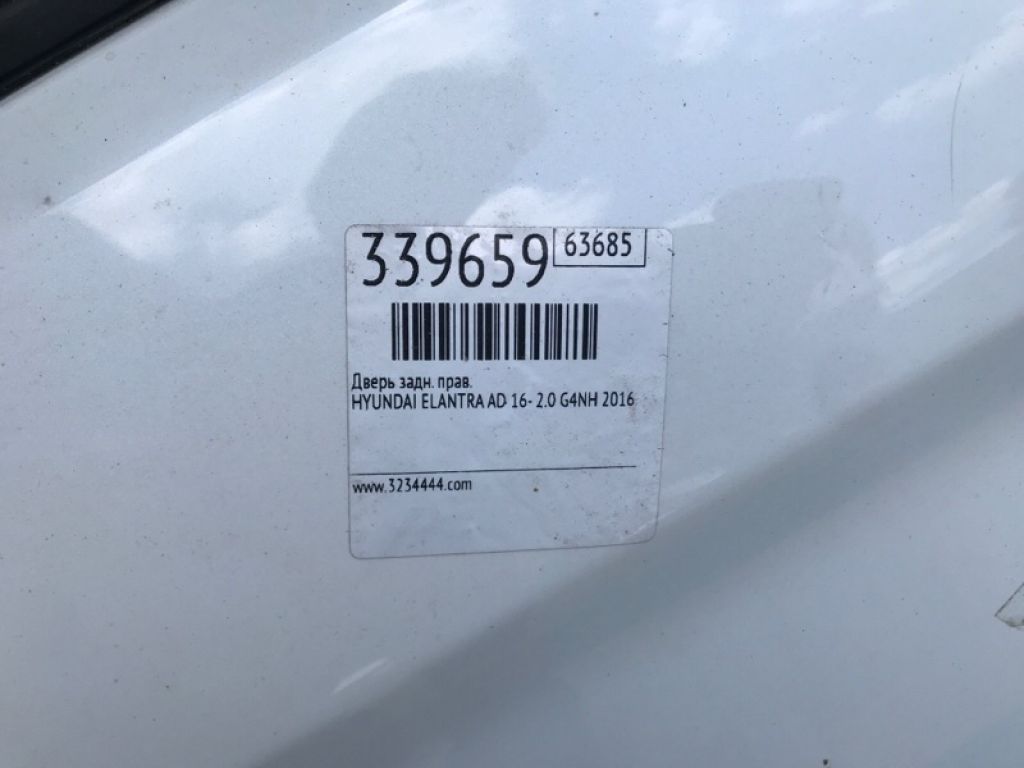 339659 63685
Дверь задн. прав.
HYUNDAI ELANTRA AD 16- 2.0 G4NH 2016
www.3234444.com